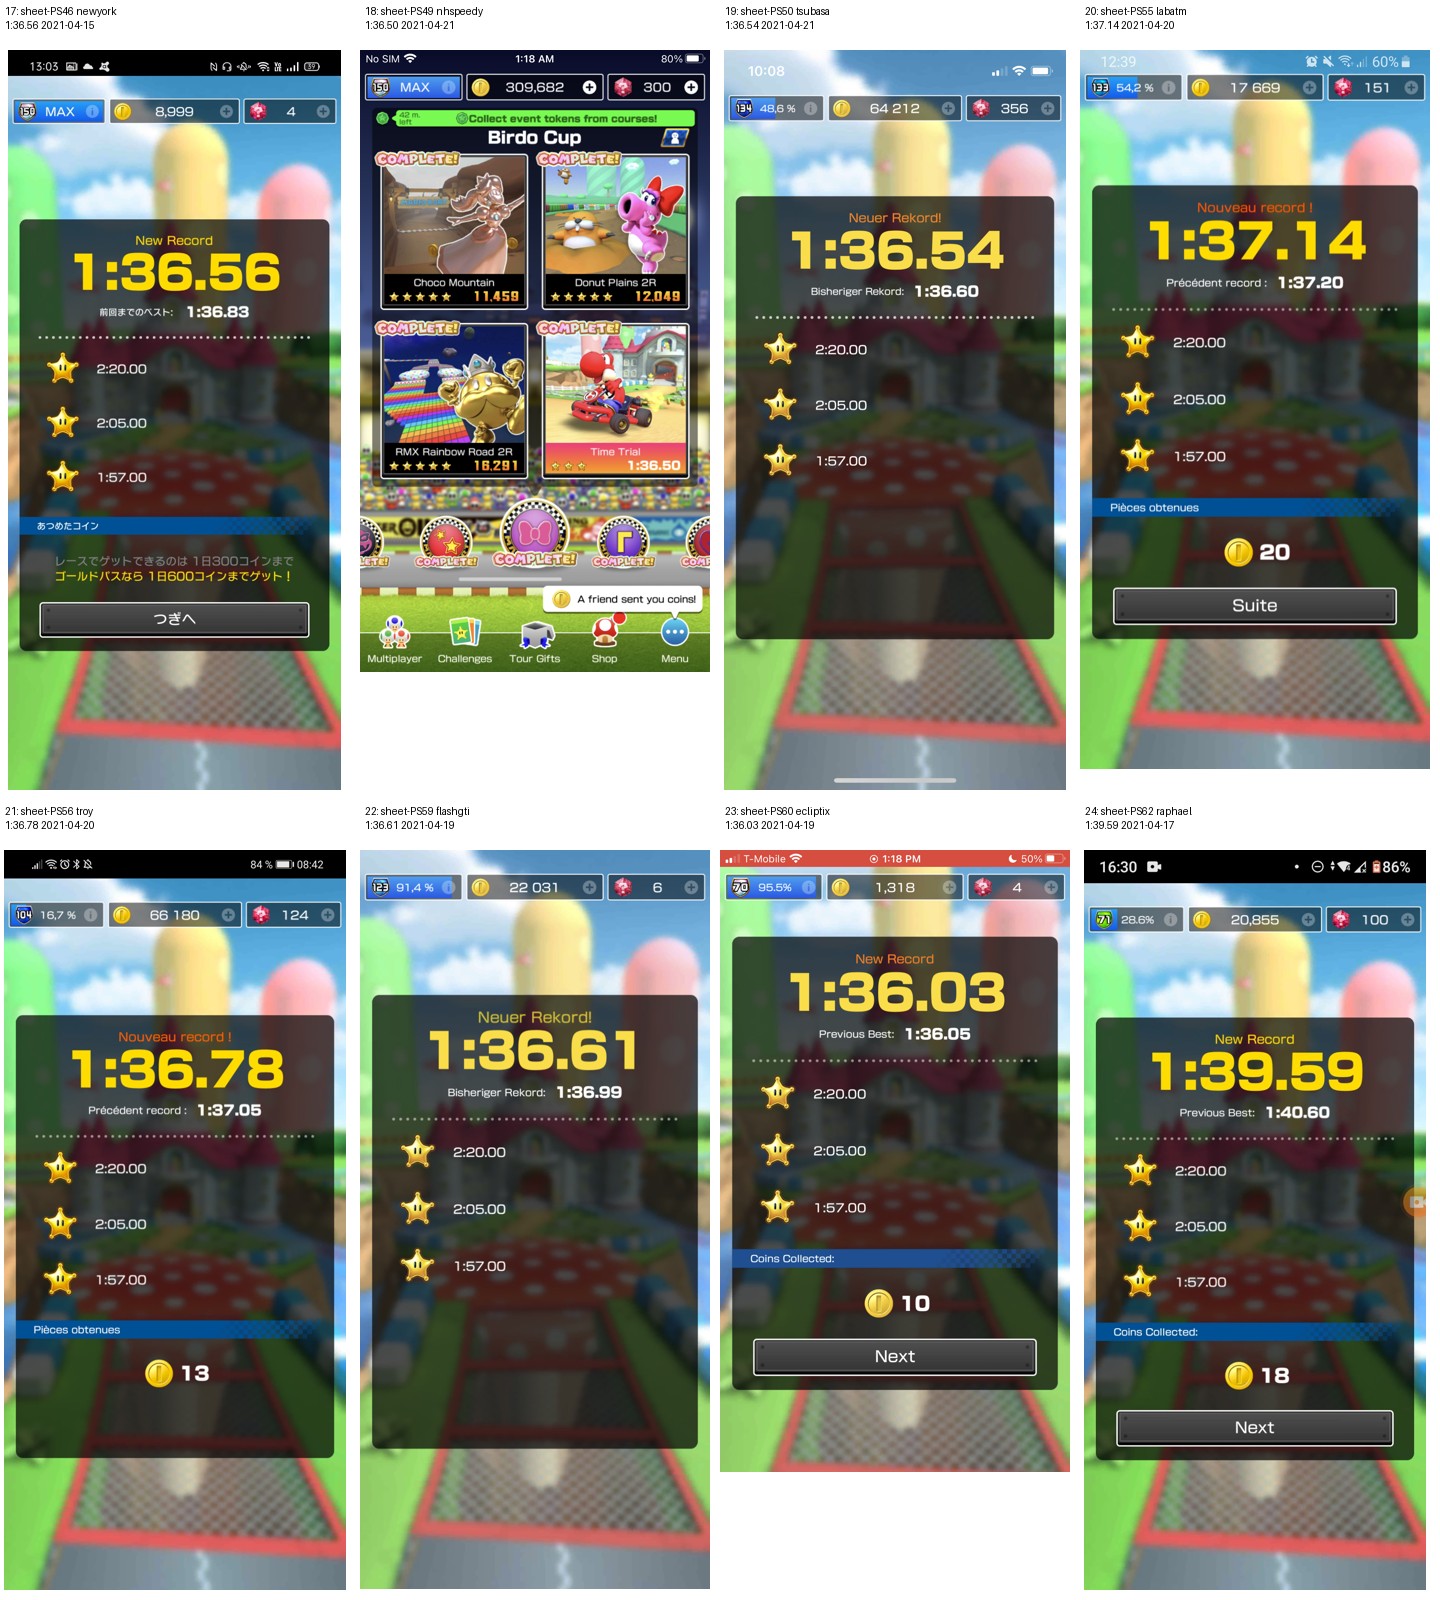 17: sheet-PS46 newyork
1:36.56 2021-04-15
13:03
39
150 MAX
8,999
4
New Record
1:36.56
前回までのベスト: 1:36.83
2:20.00
2:05.00
1:57.00
あつめたコイン
レースでゲットできるのは 1日300コインまで
ゴールドパスなら 1日600コインまでゲット！
つぎへ
18: sheet-PS49 nhspeedy
1:36.50 2021-04-21
No SIM 1:18 AM 80%
150 MAX
309,682
300
42 m. left
Collect event tokens from courses!
Birdo Cup
COMPLETE! COMPLETE!
Choco Mountain
11,459
Donut Plains 2R
12,049
COMPLETE! COMPLETE!
RMX Rainbow Road 2R
16,291
Time Trial
1:36.50
COMPLETE! COMPLETE! COMPLETE!
A friend sent you coins!
Multiplayer Challenges Tour Gifts Shop Menu
19: sheet-PS50 tsubasa
1:36.54 2021-04-21
10:08
134 48,6 %
64 212
356
Neuer Rekord!
1:36.54
Bisheriger Rekord: 1:36.60
2:20.00
2:05.00
1:57.00
20: sheet-PS55 labatm
1:37.14 2021-04-20
12:39 60%
133 54,2 %
17 669
151
Nouveau record !
1:37.14
Précédent record : 1:37.20
2:20.00
2:05.00
1:57.00
Pièces obtenues
20
Suite
21: sheet-PS56 troy
1:36.78 2021-04-20
84 % 08:42
104 16,7 %
66 180
124
Nouveau record !
1:36.78
Précédent record : 1:37.05
2:20.00
2:05.00
1:57.00
Pièces obtenues
13
22: sheet-PS59 flashgti
1:36.61 2021-04-19
123 91,4 %
22 031
6
Neuer Rekord!
1:36.61
Bisheriger Rekord: 1:36.99
2:20.00
2:05.00
1:57.00
23: sheet-PS60 ecliptix
1:36.03 2021-04-19
T-Mobile 1:18 PM 50%
70 95.5%
1,318
4
New Record
1:36.03
Previous Best: 1:36.05
2:20.00
2:05.00
1:57.00
Coins Collected:
10
Next
24: sheet-PS62 raphael
1:39.59 2021-04-17
16:30 86%
71 28.6%
20,855
100
New Record
1:39.59
Previous Best: 1:40.60
2:20.00
2:05.00
1:57.00
Coins Collected:
18
Next